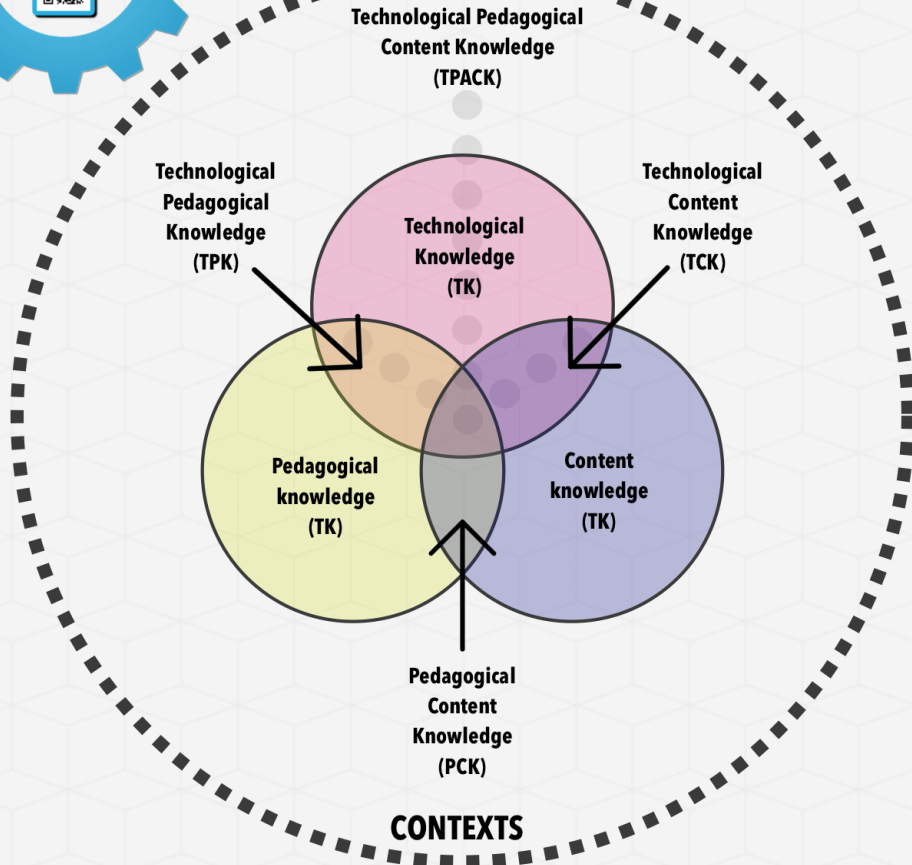 Technological Pedagogical
Content Knowledge
(TPACK)
Technological
Pedagogical
Knowledge
(TPK)
Technological
Content
Knowledge
(TCK)
Technological
Knowledge
(TK)
Pedagogical
knowledge
(TK)
Content
knowledge
(TK)
Pedagogical
Content
Knowledge
(PCK)
CONTEXTS